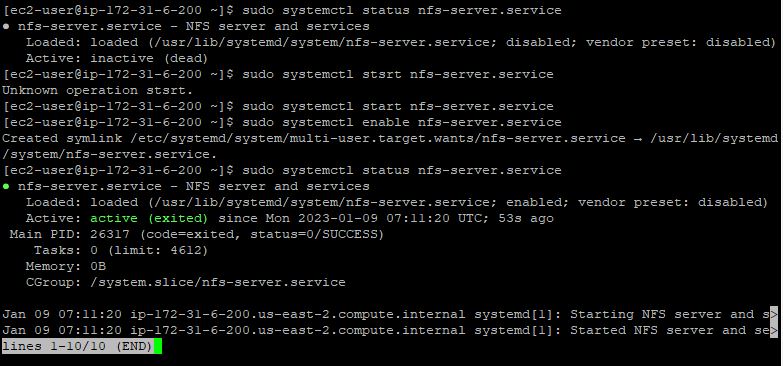 [ec2-user@ip-172-31-6-200 ~]$ sudo systemctl status nfs-server.service
● nfs-server.service - NFS server and services
Loaded: loaded (/usr/lib/systemd/system/nfs-server.service; disabled; vendor preset: disabled)
Active: inactive (dead)
[ec2-user@ip-172-31-6-200 ~]$ sudo systemctl stsrt nfs-server.service
Unknown operation stsrt.
[ec2-user@ip-172-31-6-200 ~]$ sudo systemctl start nfs-server.service
[ec2-user@ip-172-31-6-200 ~]$ sudo systemctl enable nfs-server.service
Created symlink /etc/systemd/system/multi-user.target.wants/nfs-server.service → /usr/lib/systemd
/system/nfs-server.service.
[ec2-user@ip-172-31-6-200 ~]$ sudo systemctl status nfs-server.service
● nfs-server.service - NFS server and services
Loaded: loaded (/usr/lib/systemd/system/nfs-server.service; enabled; vendor preset: disabled)
Active: active (exited) since Mon 2023-01-09 07:11:20 UTC; 53s ago
Main PID: 26317 (code=exited, status=0/SUCCESS)
Tasks: 0 (limit: 4612)
Memory: 0B
CGroup: /system.slice/nfs-server.service

Jan 09 07:11:20 ip-172-31-6-200.us-east-2.compute.internal systemd[1]: Starting NFS server and s>
Jan 09 07:11:20 ip-172-31-6-200.us-east-2.compute.internal systemd[1]: Started NFS server and se>
lines 1-10/10 (END)